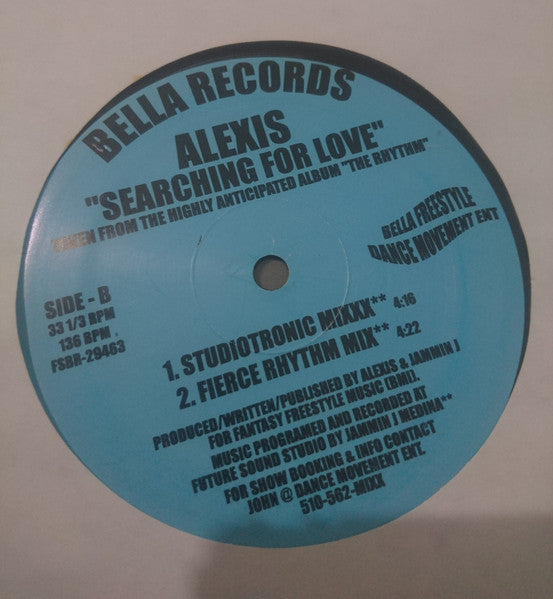 BELLA RECORDS
ALEXIS
"SEARCHING FOR LOVE"
TAKEN FROM THE HIGHLY ANTICIPATED ALBUM "THE RHYTHM"
BELLA FREESTYLE
DANCE MOVEMENT ENT
SIDE - B
33 1/3 RPM
136 RPM .
FSBR-29463
1. STUDIOTRONIC MIXXX** 4:16
2. FIERCE RHYTHM MIX** 4:22
PRODUCED/WRITTEN/PUBLISHED BY ALEXIS & JAMMIN J
FOR FANTASY FREESTYLE MUSIC (BMI).
MUSIC PROGRAMED AND RECORDED AT
FUTURE SOUND STUDIO BY JAMMIN J MEDINA**
FOR SHOW BOOKING & INFO CONTACT
JOHN @ DANCE MOVEMENT ENT.
510-562-MIXX